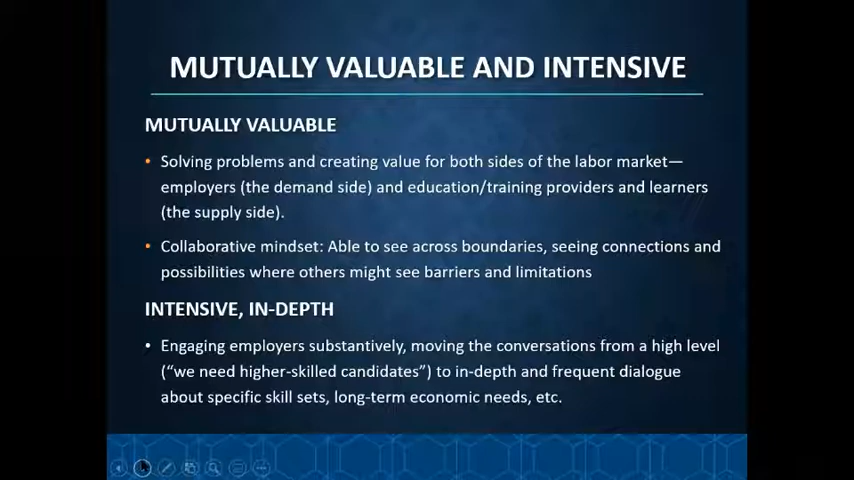 MUTUALLY VALUABLE AND INTENSIVE
MUTUALLY VALUABLE
• Solving problems and creating value for both sides of the labor market—
employers (the demand side) and education/training providers and learners
(the supply side).
• Collaborative mindset: Able to see across boundaries, seeing connections and
possibilities where others might see barriers and limitations
INTENSIVE, IN-DEPTH
• Engaging employers substantively, moving the conversations from a high level
(“we need higher-skilled candidates”) to in-depth and frequent dialogue
about specific skill sets, long-term economic needs, etc.